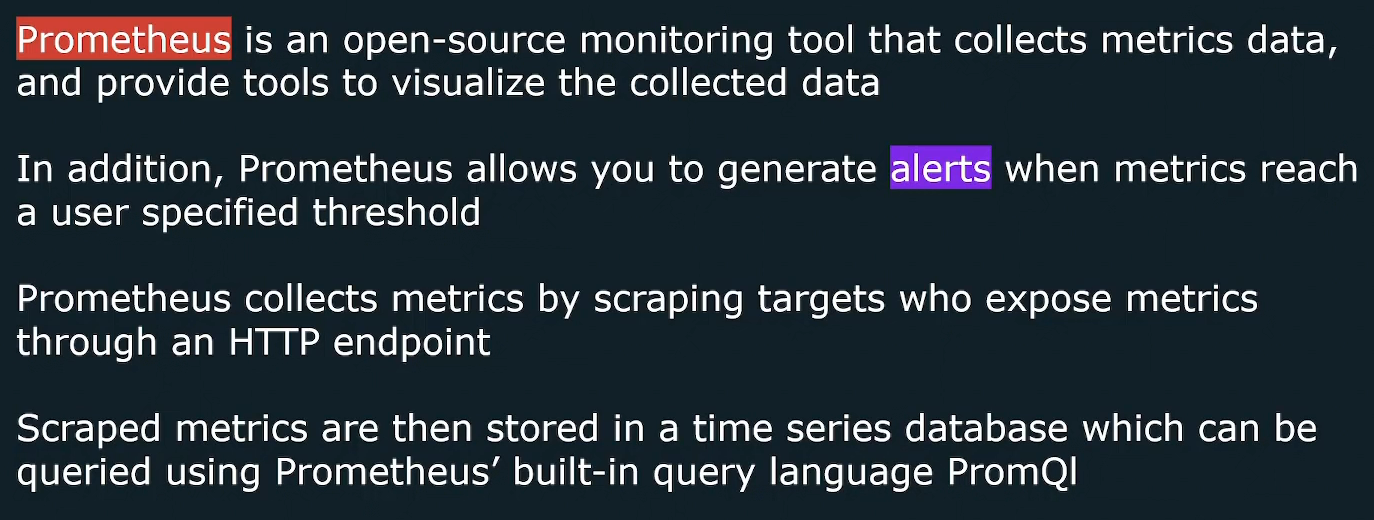 Prometheus is an open-source monitoring tool that collects metrics data,
and provide tools to visualize the collected data
In addition, Prometheus allows you to generate alerts when metrics reach
a user specified threshold
Prometheus collects metrics by scraping targets who expose metrics
through an HTTP endpoint
Scraped metrics are then stored in a time series database which can be
queried using Prometheus’ built-in query language PromQl